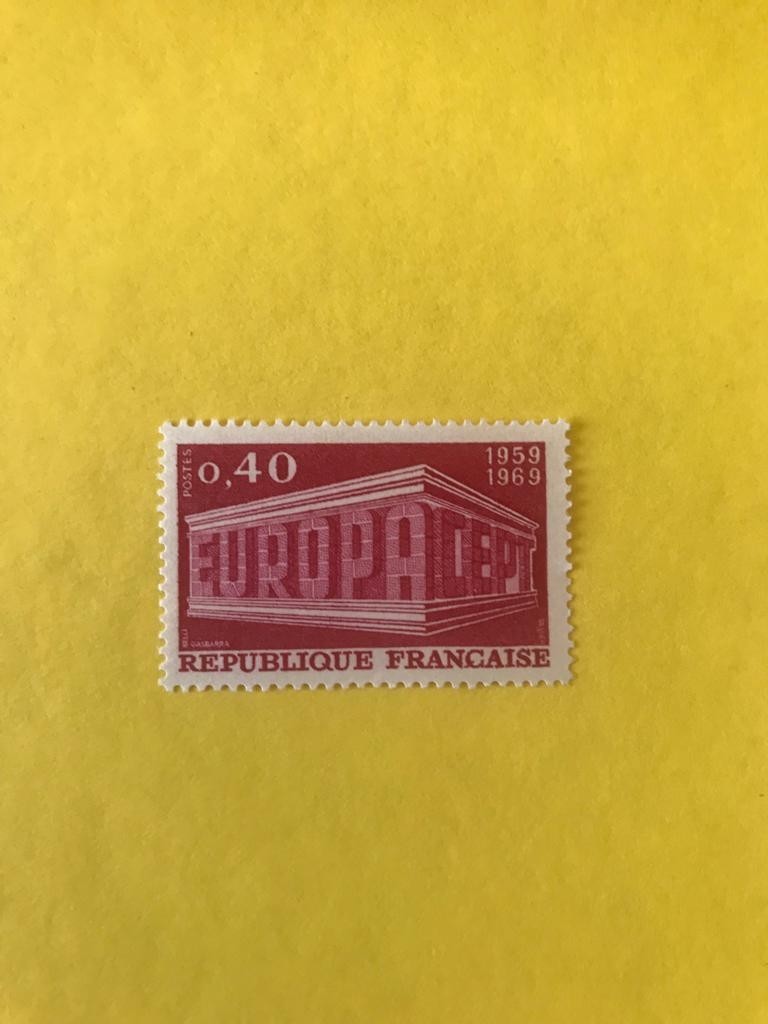 POSTES
0,40
1959
1969
EUROPA CEPT
GASBARRA
REPUBLIQUE FRANCAISE